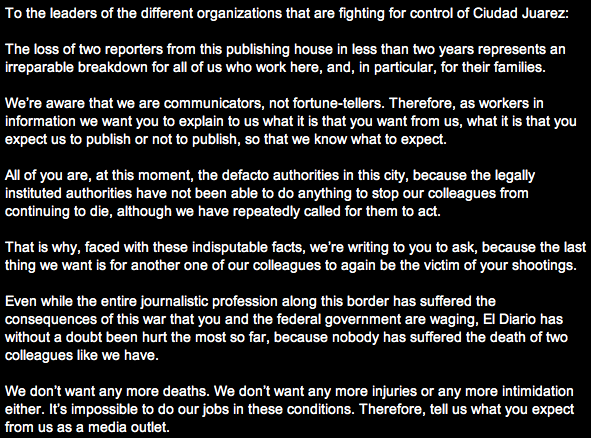 To the leaders of the different organizations that are fighting for control of Ciudad Juarez:
The loss of two reporters from this publishing house in less than two years represents an
irreparable breakdown for all of us who work here, and, in particular, for their families.
We're aware that we are communicators, not fortune-tellers. Therefore, as workers in
information we want you to explain to us what it is that you want from us, what it is that you
expect us to publish or not to publish, so that we know what to expect.
All of you are, at this moment, the defacto authorities in this city, because the legally
instituted authorities have not been able to do anything to stop our colleagues from
continuing to die, although we have repeatedly called for them to act.
That is why, faced with these indisputable facts, we're writing to you to ask, because the last
thing we want is for another one of our colleagues to again be the victim of your shootings.
Even while the entire journalistic profession along this border has suffered the
consequences of this war that you and the federal government are waging, El Diario has
without a doubt been hurt the most so far, because nobody has suffered the death of two
colleagues like we have.
We don't want any more deaths. We don't want any more injuries or any more intimidation
either. It's impossible to do our jobs in these conditions. Therefore, tell us what you expect
from us as a media outlet.